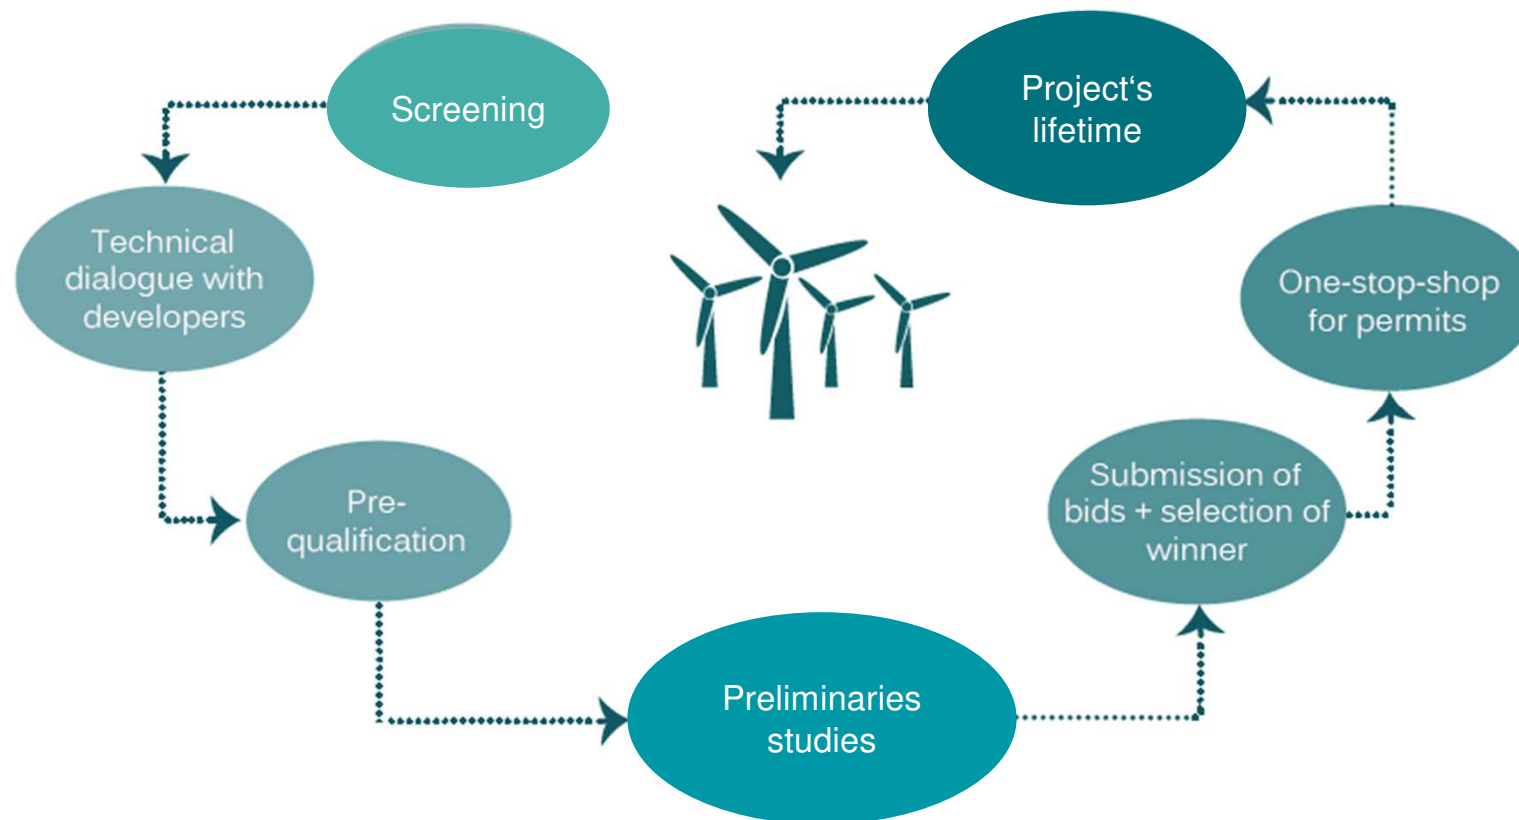 Screening
Technical
dialogue with
developers
Pre-
qualification
Preliminaries
studies
Submission of
bids + selection of
winner
One-stop-shop
for permits
Project‘s
lifetime